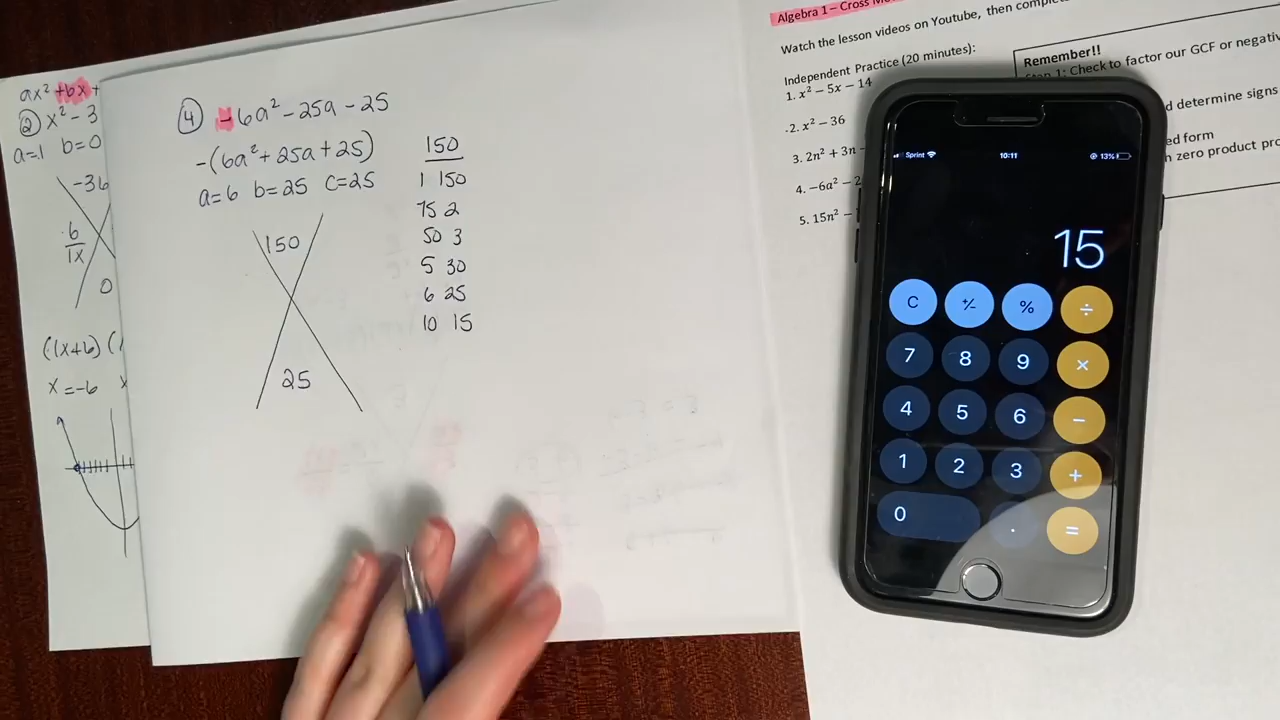 ax² + bx +
② x² - 3
a=1 b=0
-36
6
1x
0
(1x+6) (
x = -6 x
④ -6a² - 25a - 25
-(6a² + 25a + 25)
a=6 b=25 c=25
150
25
150
1 150
75 2
50 3
5 30
6 25
10 15
Algebra 1 – Cross
Watch the lesson videos on Youtube, then
Independent Practice (20 minutes):
1. x² − 5x − 14
2. x² − 36
3. 2n² + 3n
4. −6a² − 2
5. 15n² −
Remember!!
Step 1: Check to factor our GCF or
determine signs
form
zero product
Sprint 10:11 13%
15
C +/- % ÷
7 8 9 ×
4 5 6 −
1 2 3 +
0 . =